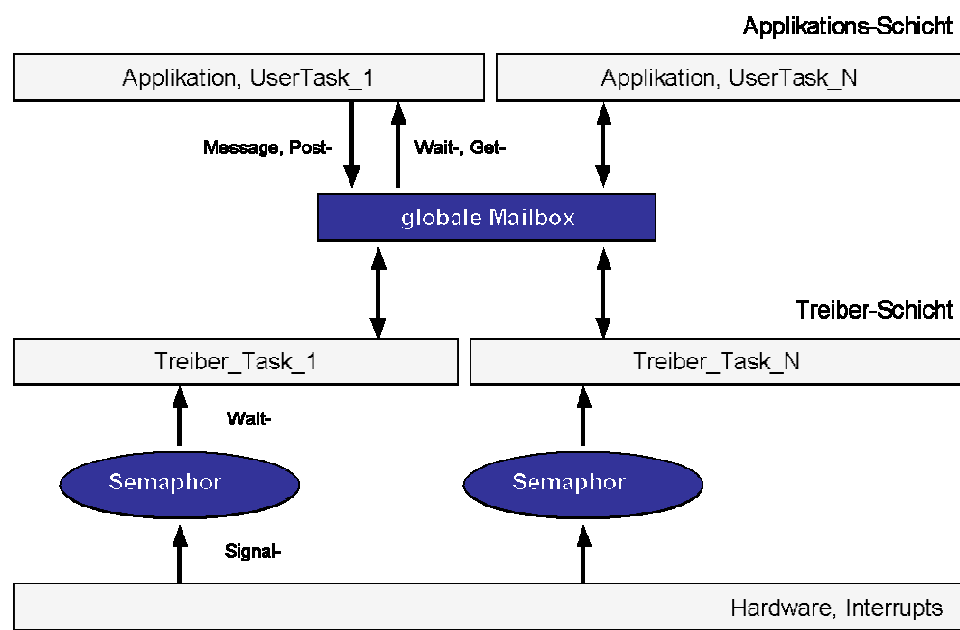 Applikations-Schicht
Applikation, UserTask_1
Applikation, UserTask_N
Message, Post-
Wait-, Get-
globale Mailbox
Treiber-Schicht
Treiber_Task_1
Treiber_Task_N
Wait-
Semaphor
Semaphor
Signal-
Hardware, Interrupts